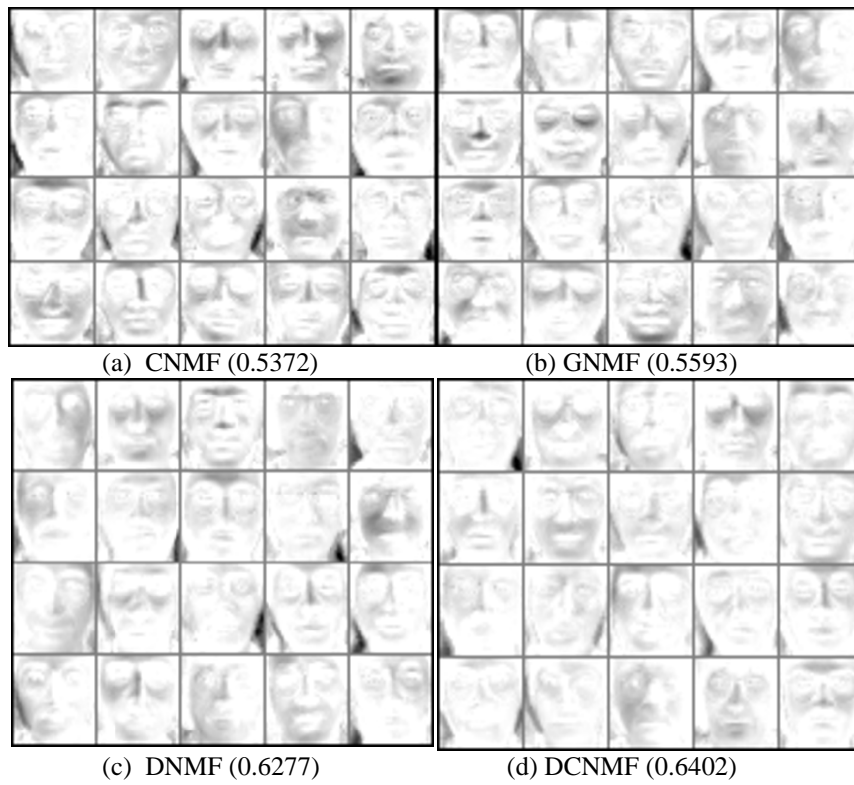 (a) CNMF (0.5372)
(b) GNMF (0.5593)
(c) DNMF (0.6277)
(d) DCNMF (0.6402)